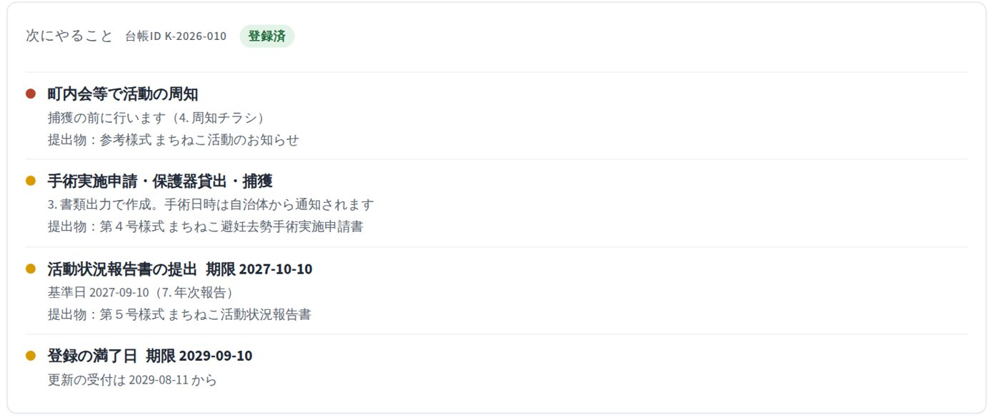 次にやること 台帳ID K-2026-010 登録済
町内会等で活動の周知
捕獲の前に行います（4. 周知チラシ）
提出物：参考様式 まちねこ活動のお知らせ
手術実施申請・保護器貸出・捕獲
3. 書類出力で作成。手術日時は自治体から通知されます
提出物：第４号様式 まちねこ避妊去勢手術実施申請書
活動状況報告書の提出 期限 2027-10-10
基準日 2027-09-10（7. 年次報告）
提出物：第５号様式 まちねこ活動状況報告書
登録の満了日 期限 2029-09-10
更新の受付は 2029-08-11 から